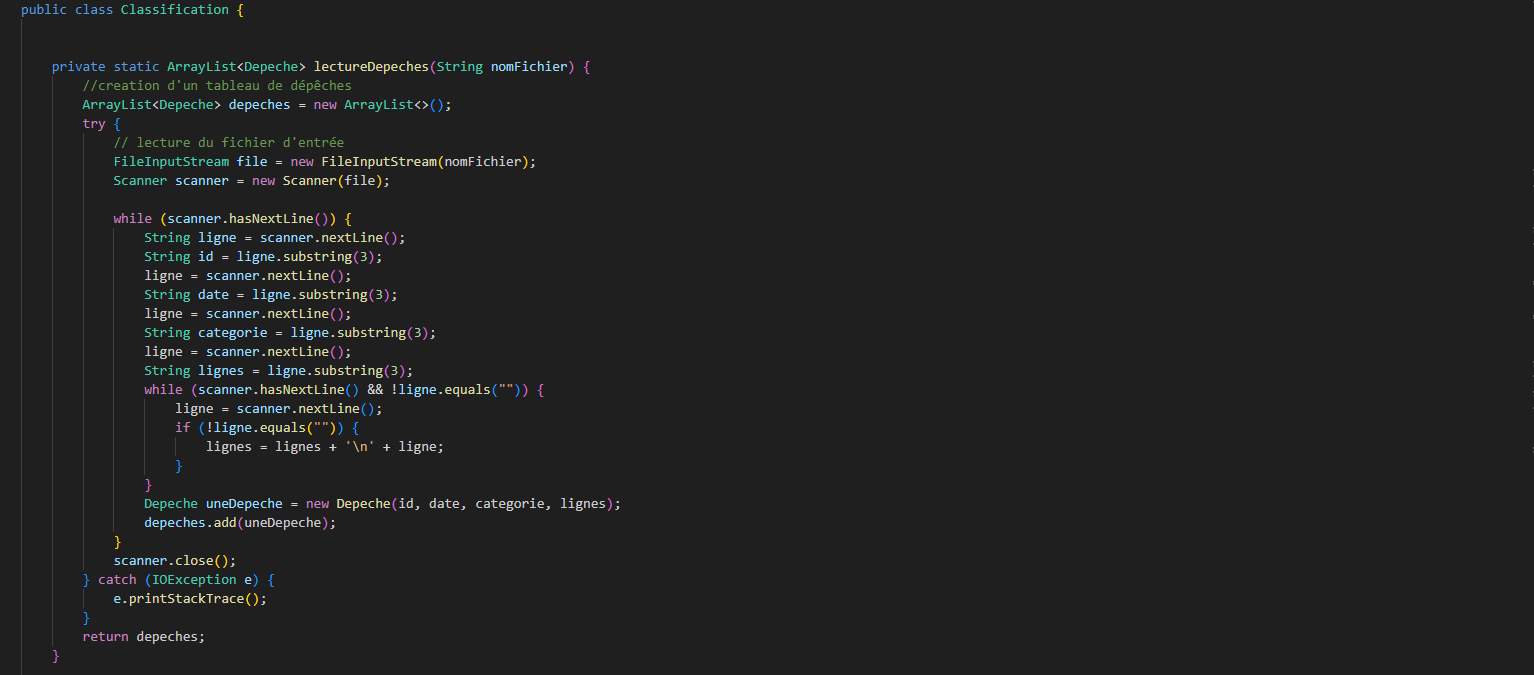 public class Classification {
private static ArrayList<Depeche> lectureDepeches(String nomFichier) {
//creation d'un tableau de dépêches
ArrayList<Depeche> depeches = new ArrayList<>();
try {
// lecture du fichier d'entrée
FileInputStream file = new FileInputStream(nomFichier);
Scanner scanner = new Scanner(file);
while (scanner.hasNextLine()) {
String ligne = scanner.nextLine();
String id = ligne.substring(3);
ligne = scanner.nextLine();
String date = ligne.substring(3);
ligne = scanner.nextLine();
String categorie = ligne.substring(3);
ligne = scanner.nextLine();
String lignes = ligne.substring(3);
while (scanner.hasNextLine() && !ligne.equals("")) {
ligne = scanner.nextLine();
if (!ligne.equals("")) {
lignes = lignes + '\n' + ligne;
}
}
Depeche uneDepeche = new Depeche(id, date, categorie, lignes);
depeches.add(uneDepeche);
}
scanner.close();
} catch (IOException e) {
e.printStackTrace();
}
return depeches;
}